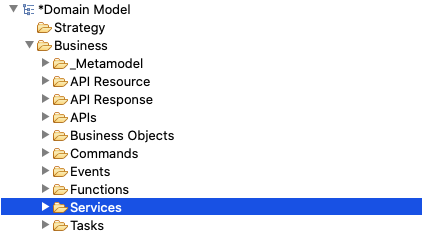 *Domain Model
Strategy
Business
_Metamodel
API Resource
API Response
APIs
Business Objects
Commands
Events
Functions
Services
Tasks